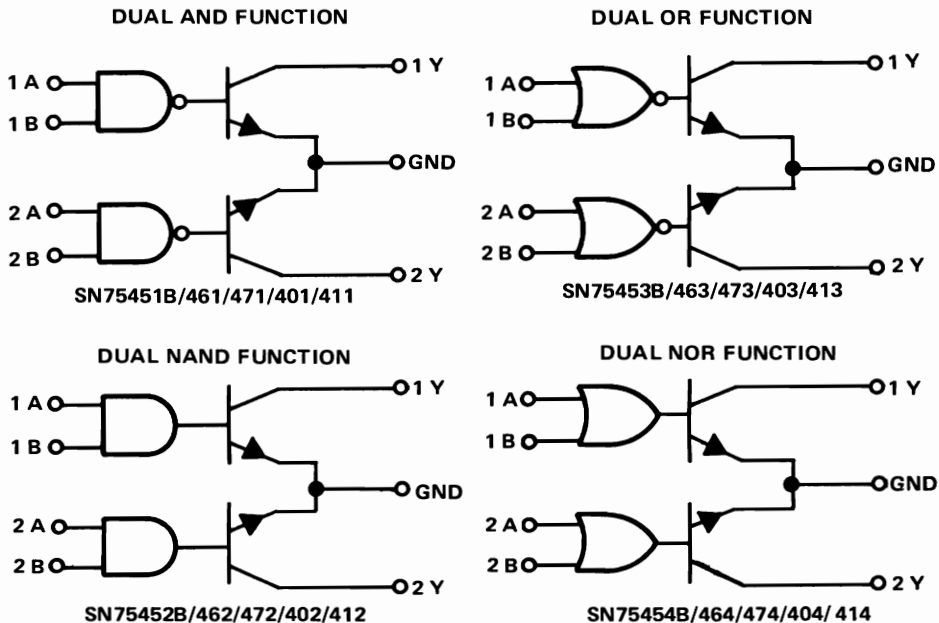 DUAL AND FUNCTION
1 A
1 B
1 Y
GND
2 A
2 B
2 Y
SN75451B/461/471/401/411
DUAL OR FUNCTION
1 A
1B
1 Y
GND
2 A
2 B
2 Y
SN75453B/463/473/403/413
DUAL NAND FUNCTION
1 A
1 B
1 Y
GND
2 A
2 B
2 Y
SN75452B/462/472/402/412
DUAL NOR FUNCTION
1 A
1 B
1 Y
GND
2 A
2 B
2 Y
SN75454B/464/474/404/ 414